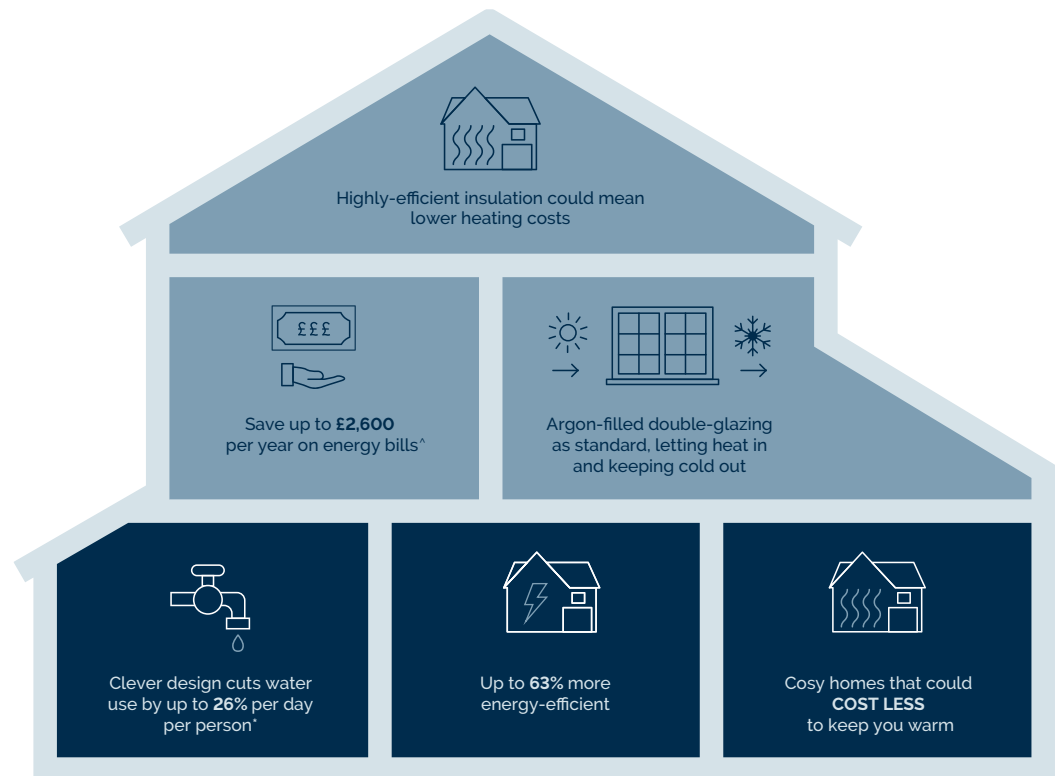 Highly-efficient insulation could mean
lower heating costs
£££
Save up to £2,600
per year on energy bills^
Argon-filled double-glazing
as standard, letting heat in
and keeping cold out
Clever design cuts water
use by up to 26% per day
per person*
Up to 63% more
energy-efficient
Cosy homes that could
COST LESS
to keep you warm